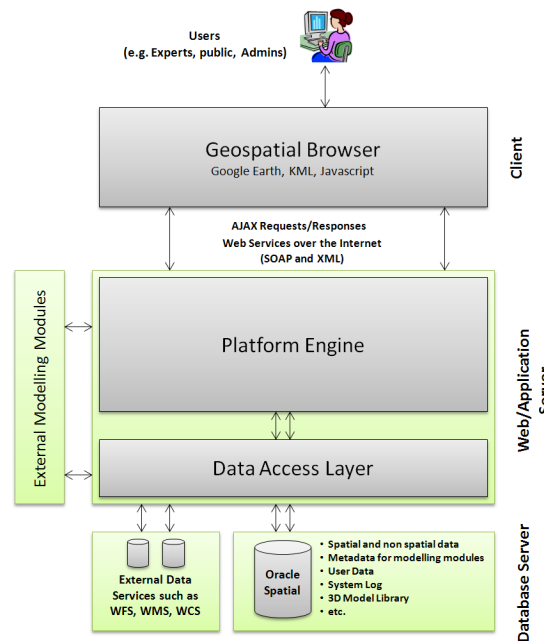 Users
(e.g. Experts, public, Admins)
Geospatial Browser
Google Earth, KML, Javascript
Client
AJAX Requests/Responses
Web Services over the Internet
(SOAP and XML)
External Modelling Modules
Platform Engine
Data Access Layer
Web/Application
Server
External Data
Services such as
WFS, WMS, WCS
Oracle
Spatial
• Spatial and non spatial data
• Metadata for modelling modules
• User Data
• System Log
• 3D Model Library
• etc.
Database Server